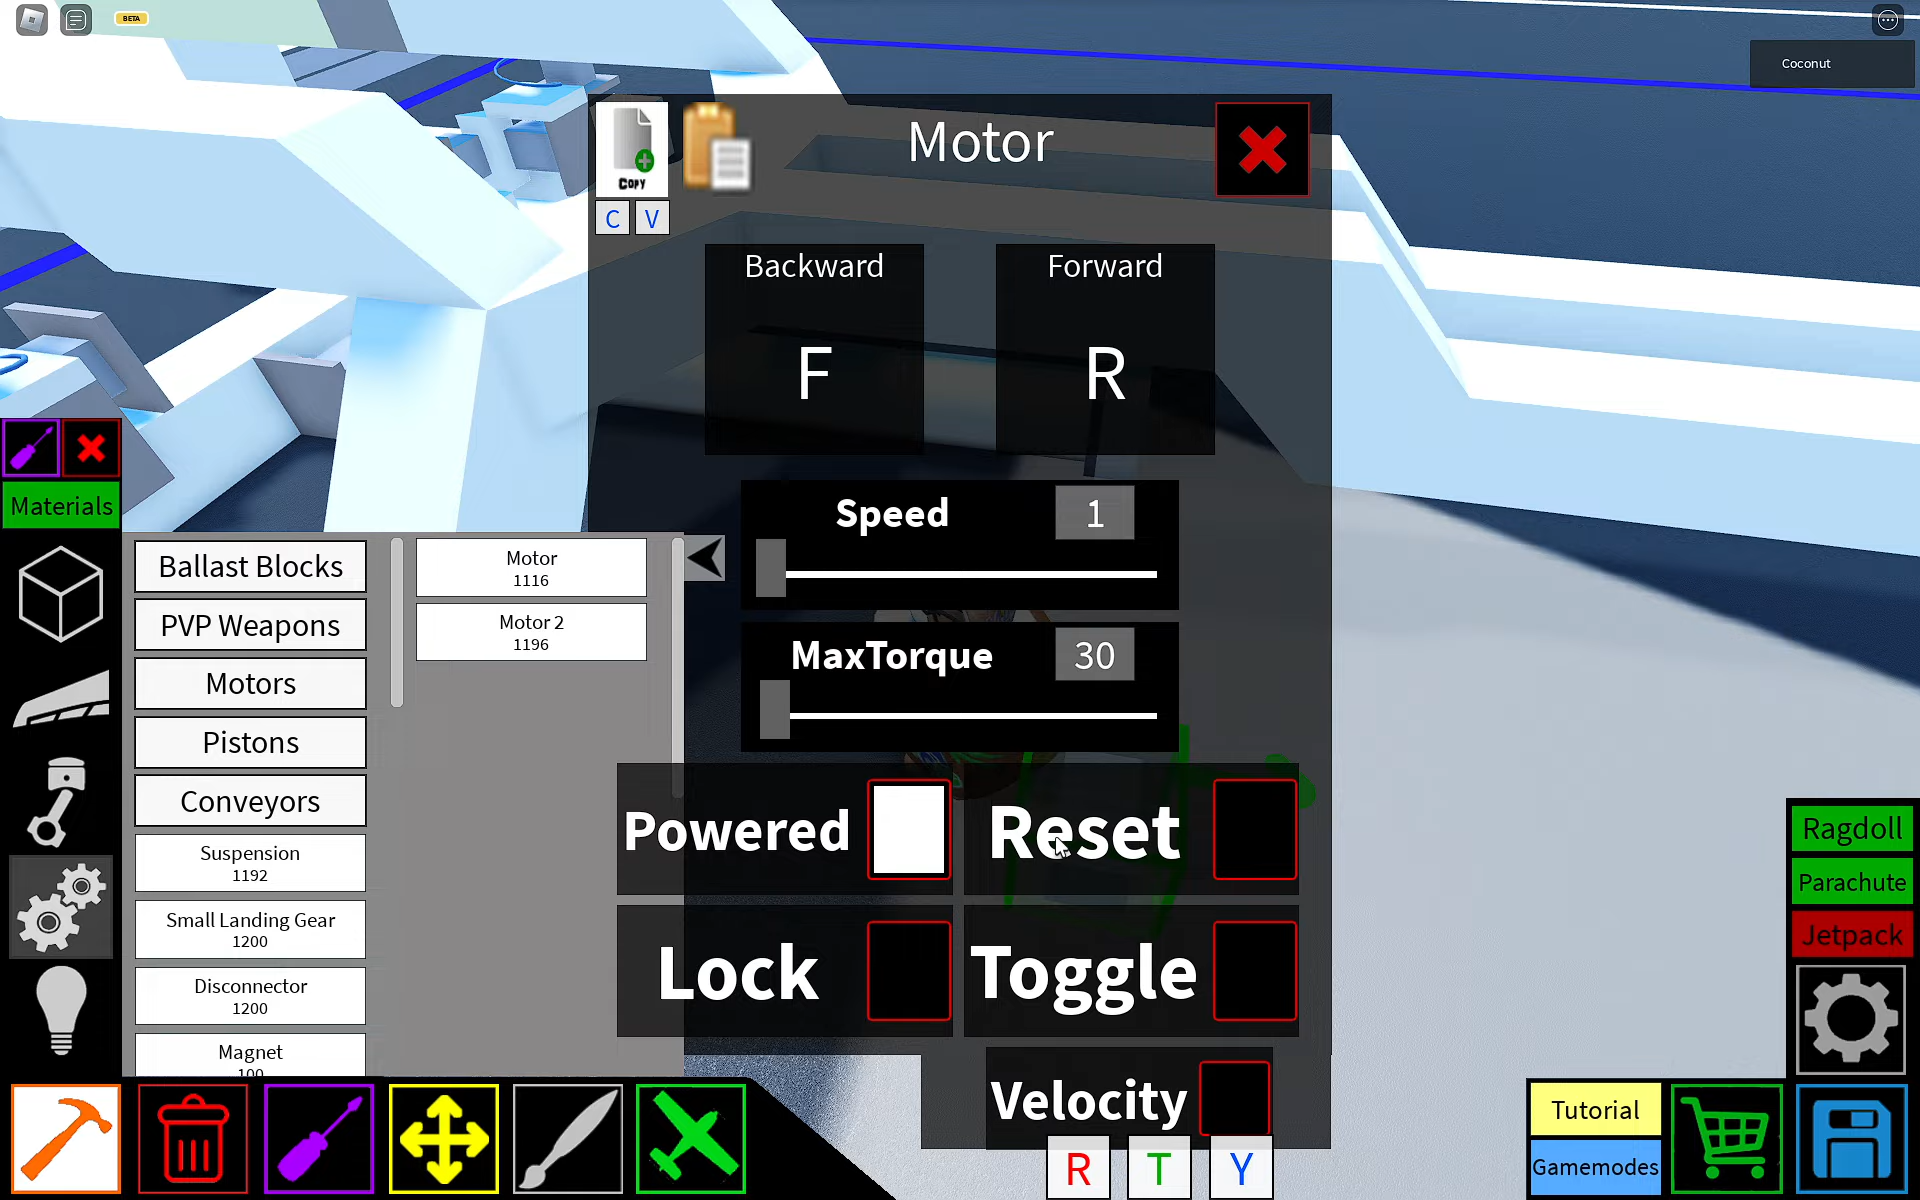 BETA
Coconut
COPY
Motor
C V
Backward
Forward
F
R
Speed 1
MaxTorque 30
Powered
Reset
Lock
Toggle
Velocity
R T Y
Materials
Ballast Blocks
PVP Weapons
Motors
Pistons
Conveyors
Suspension
1192
Small Landing Gear
1200
Disconnector
1200
Magnet
100
Motor
1116
Motor 2
1196
Ragdoll
Parachute
Jetpack
Tutorial
Gamemodes